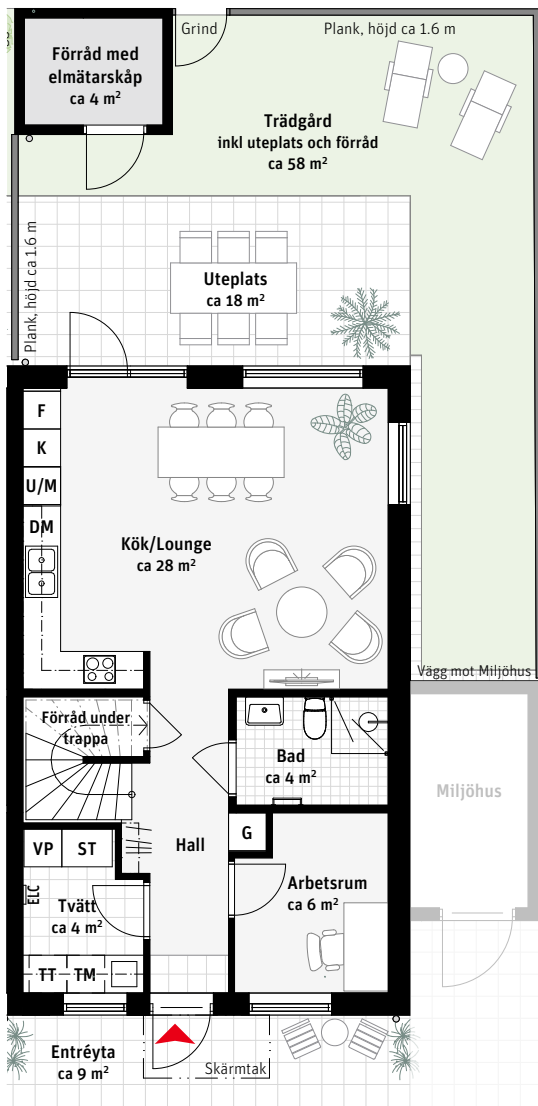 Grind
Plank, höjd ca 1.6 m
Förråd med
elmätarskåp
ca 4 m²
Trädgård
inkl uteplats och förråd
ca 58 m²
Plank, höjd ca 1.6 m
Uteplats
ca 18 m²
F
K
U/M
DM
Kök/Lounge
ca 28 m²
Vägg mot Miljöhus
Förråd under
trappa
Bad
ca 4 m²
Miljöhus
G
Hall
VP
ST
ELC
Tvätt
ca 4 m²
Arbetsrum
ca 6 m²
TT
TM
Entréyta
ca 9 m²
Skärmtak